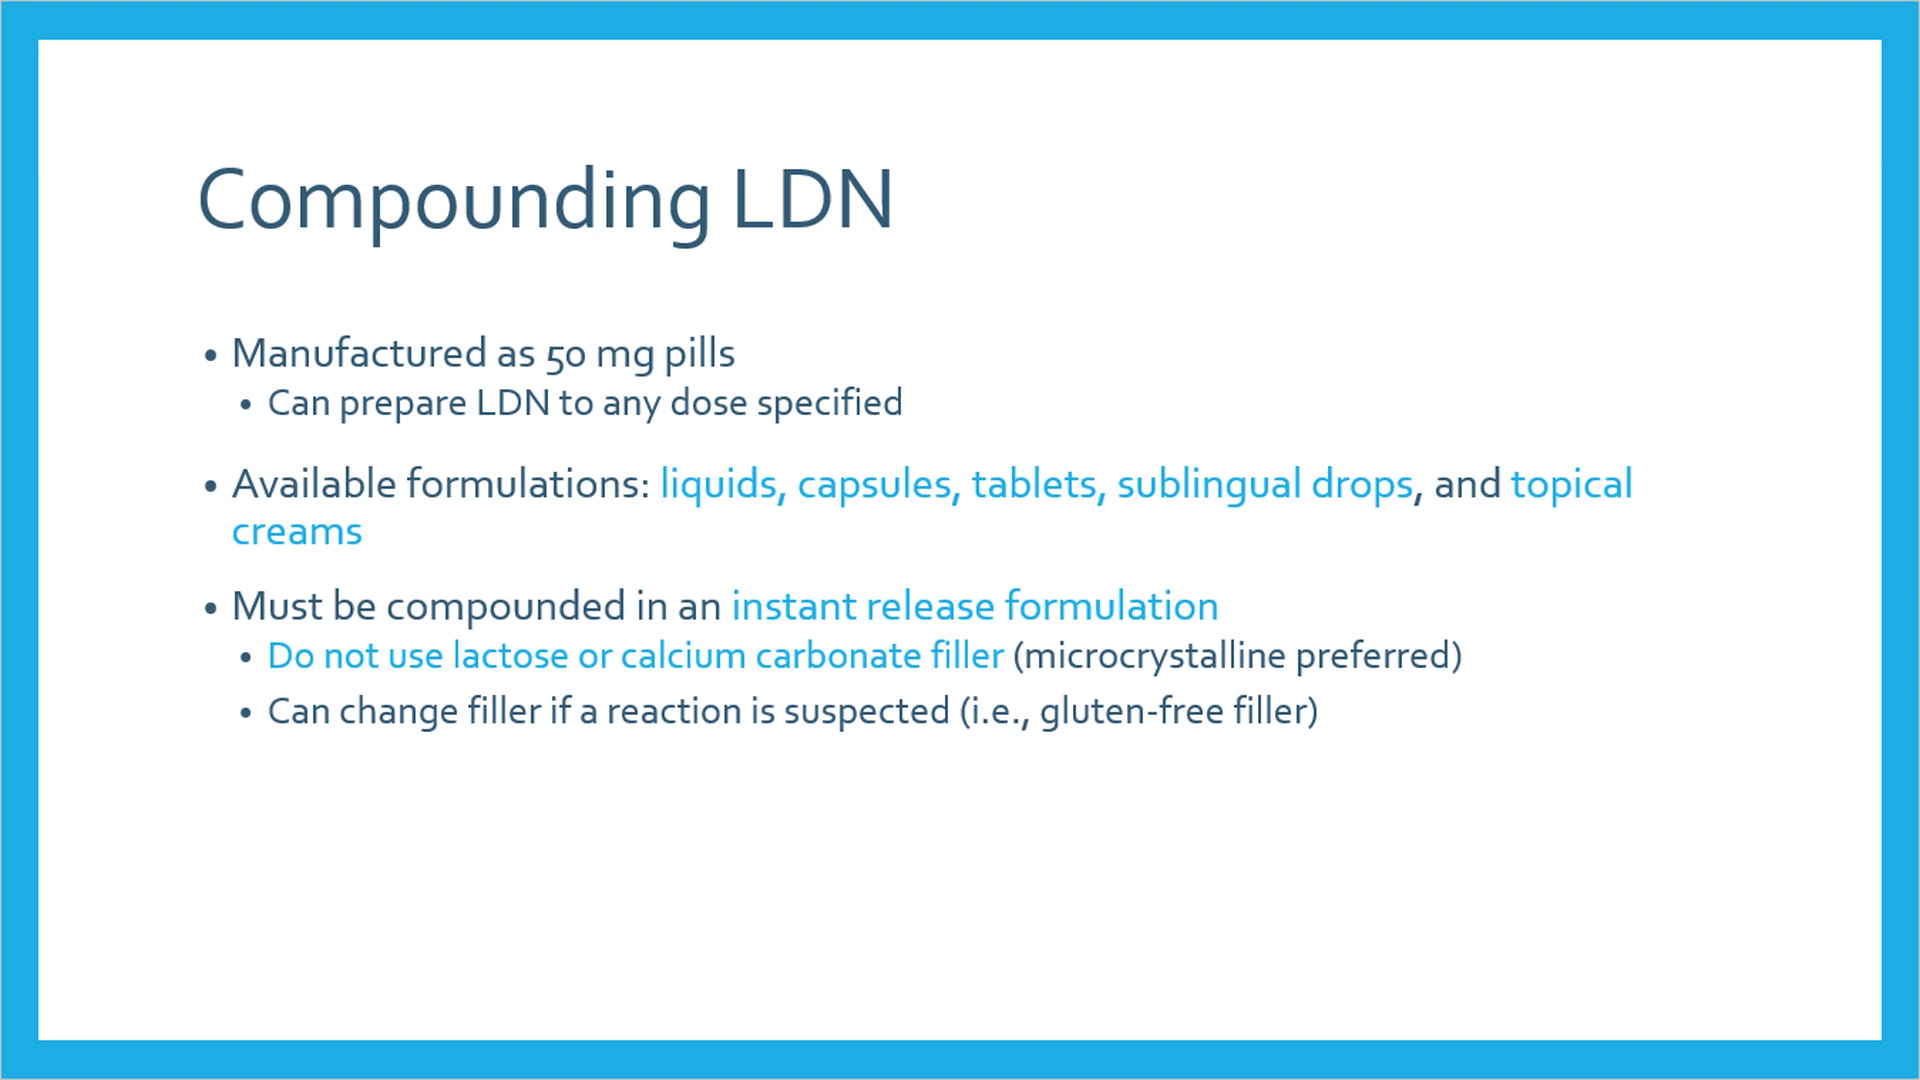 Compounding LDN
• Manufactured as 50 mg pills
• Can prepare LDN to any dose specified
• Available formulations: liquids, capsules, tablets, sublingual drops, and topical
creams
• Must be compounded in an instant release formulation
• Do not use lactose or calcium carbonate filler (microcrystalline preferred)
• Can change filler if a reaction is suspected (i.e., gluten-free filler)